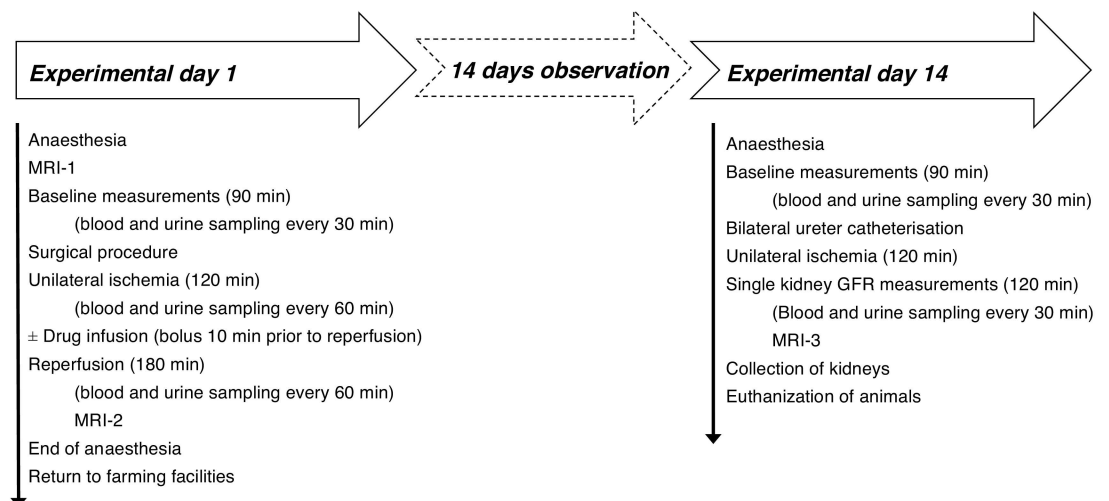 Experimental day 1
14 days observation
Experimental day 14
Anaesthesia
MRI-1
Baseline measurements (90 min)
(blood and urine sampling every 30 min)
Surgical procedure
Unilateral ischemia (120 min)
(blood and urine sampling every 60 min)
± Drug infusion (bolus 10 min prior to reperfusion)
Reperfusion (180 min)
(blood and urine sampling every 60 min)
MRI-2
End of anaesthesia
Return to farming facilities
Anaesthesia
Baseline measurements (90 min)
(blood and urine sampling every 30 min)
Bilateral ureter catheterisation
Unilateral ischemia (120 min)
Single kidney GFR measurements (120 min)
(Blood and urine sampling every 30 min)
MRI-3
Collection of kidneys
Euthanization of animals